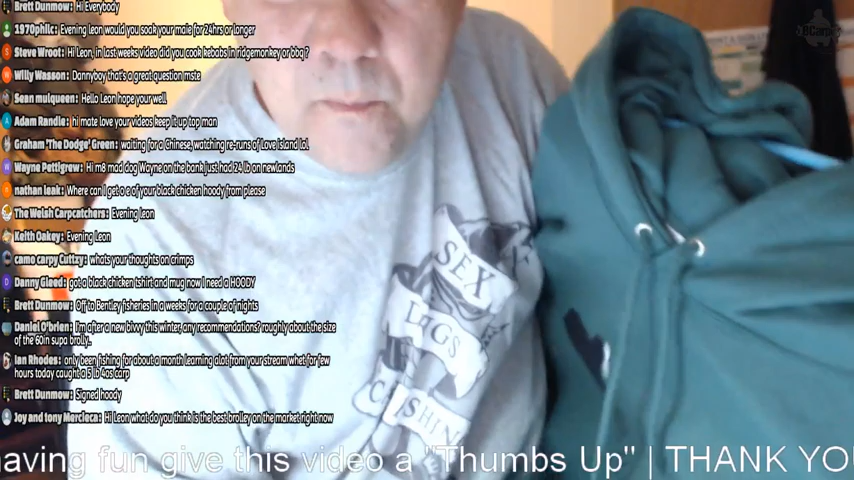 Brett Dunmow: Hi Everybody
1970philc: Evening leon would you soak your maie for 24hrs or longer
Steve Wroot: Hi Leon, in last weeks video did you cook kebabs in ridgemonkey or bbq ?
Willy Wasson: Dannyboy that's a great question mste
Sean mulqueen: Hello Leon hope your well
Adam Randle: hi mate love your videos keep it up top man
Graham 'The Dodge' Green: waiting for a Chinese, watching re-runs of Love Island lol.
Wayne Pettigrew: Hi m8 mad dog Wayne on the bank just had 24 lb on newlands
nathan leak: Where can i get o e of your black chicken hoody from please
The Welsh Carpcatchers: Evening leon
Keith Oakey: Evening Leon
camo carpy Cuttzy: whats your thoughts on crimps
Danny Gleed: got a black chicken tshirt and mug now I need a HOODY
Brett Dunmow: Off to Bentley fisheries in a weeks for a couple of nights
Daniel O'brien: I'm after a new bivvy this winter, any recommendations? roughly about the size
of the 60in supa brolly..
Ian Rhodes: only been fishing for about a month learning alot from your stream whet for few
hours today caught a 5 lb 4os carp
Brett Dunmow: Signed hoody
Joy and tony Mercieca: Hi Leon what do you think is the best brolley on the market right now
SEX
FISHIN
having fun give this video a "Thumbs Up" | THANK YOU